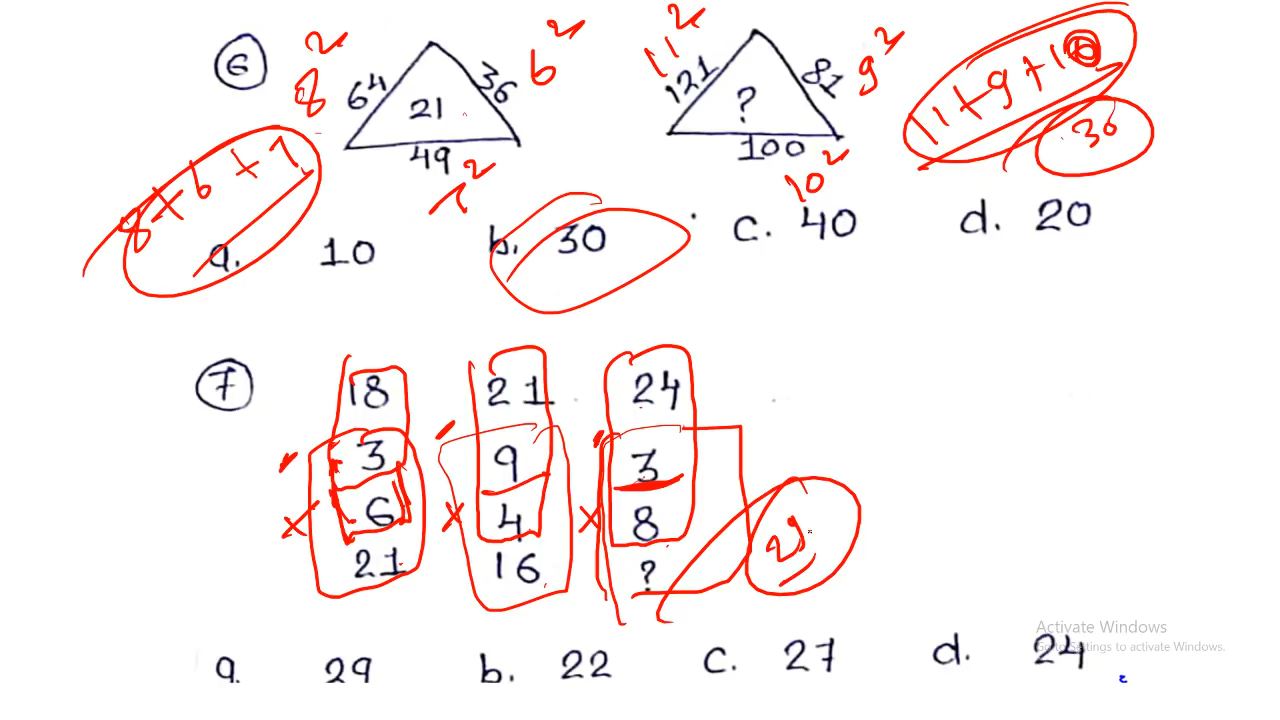 6
8² 64 36 6² 11² 121 81 9² 11+9+10
21 ? 30
49 7² 100 10²
8+6+7
a. 10 b. 30 c. 40 d. 20
7
18 21 24
3 9 3
6 4 8
21 16 ? 29
a. 29 b. 22 c. 27 d. 24
Activate Windows
Go to Settings to activate Windows.